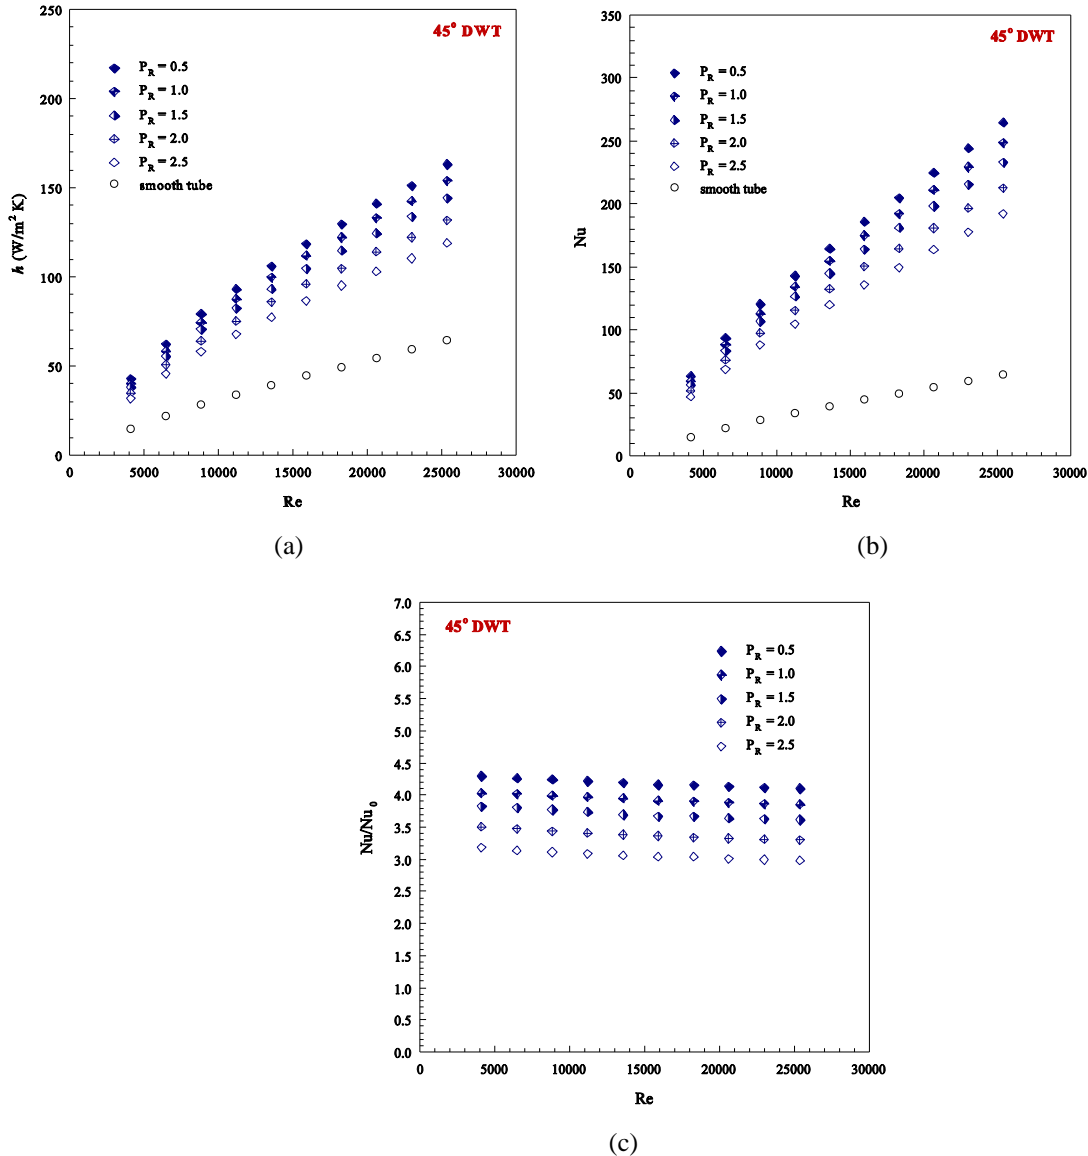 45° DWT
P_R = 0.5
P_R = 1.0
P_R = 1.5
P_R = 2.0
P_R = 2.5
smooth tube
250
200
150
100
50
0
h (W/m² K)
0 5000 10000 15000 20000 25000 30000
Re
(a)
45° DWT
P_R = 0.5
P_R = 1.0
P_R = 1.5
P_R = 2.0
P_R = 2.5
smooth tube
350
300
250
200
150
100
50
0
Nu
0 5000 10000 15000 20000 25000 30000
Re
(b)
45° DWT
P_R = 0.5
P_R = 1.0
P_R = 1.5
P_R = 2.0
P_R = 2.5
7.0
6.5
6.0
5.5
5.0
4.5
4.0
3.5
3.0
2.5
2.0
1.5
1.0
0.5
0.0
Nu/Nu₀
0 5000 10000 15000 20000 25000 30000
Re
(c)